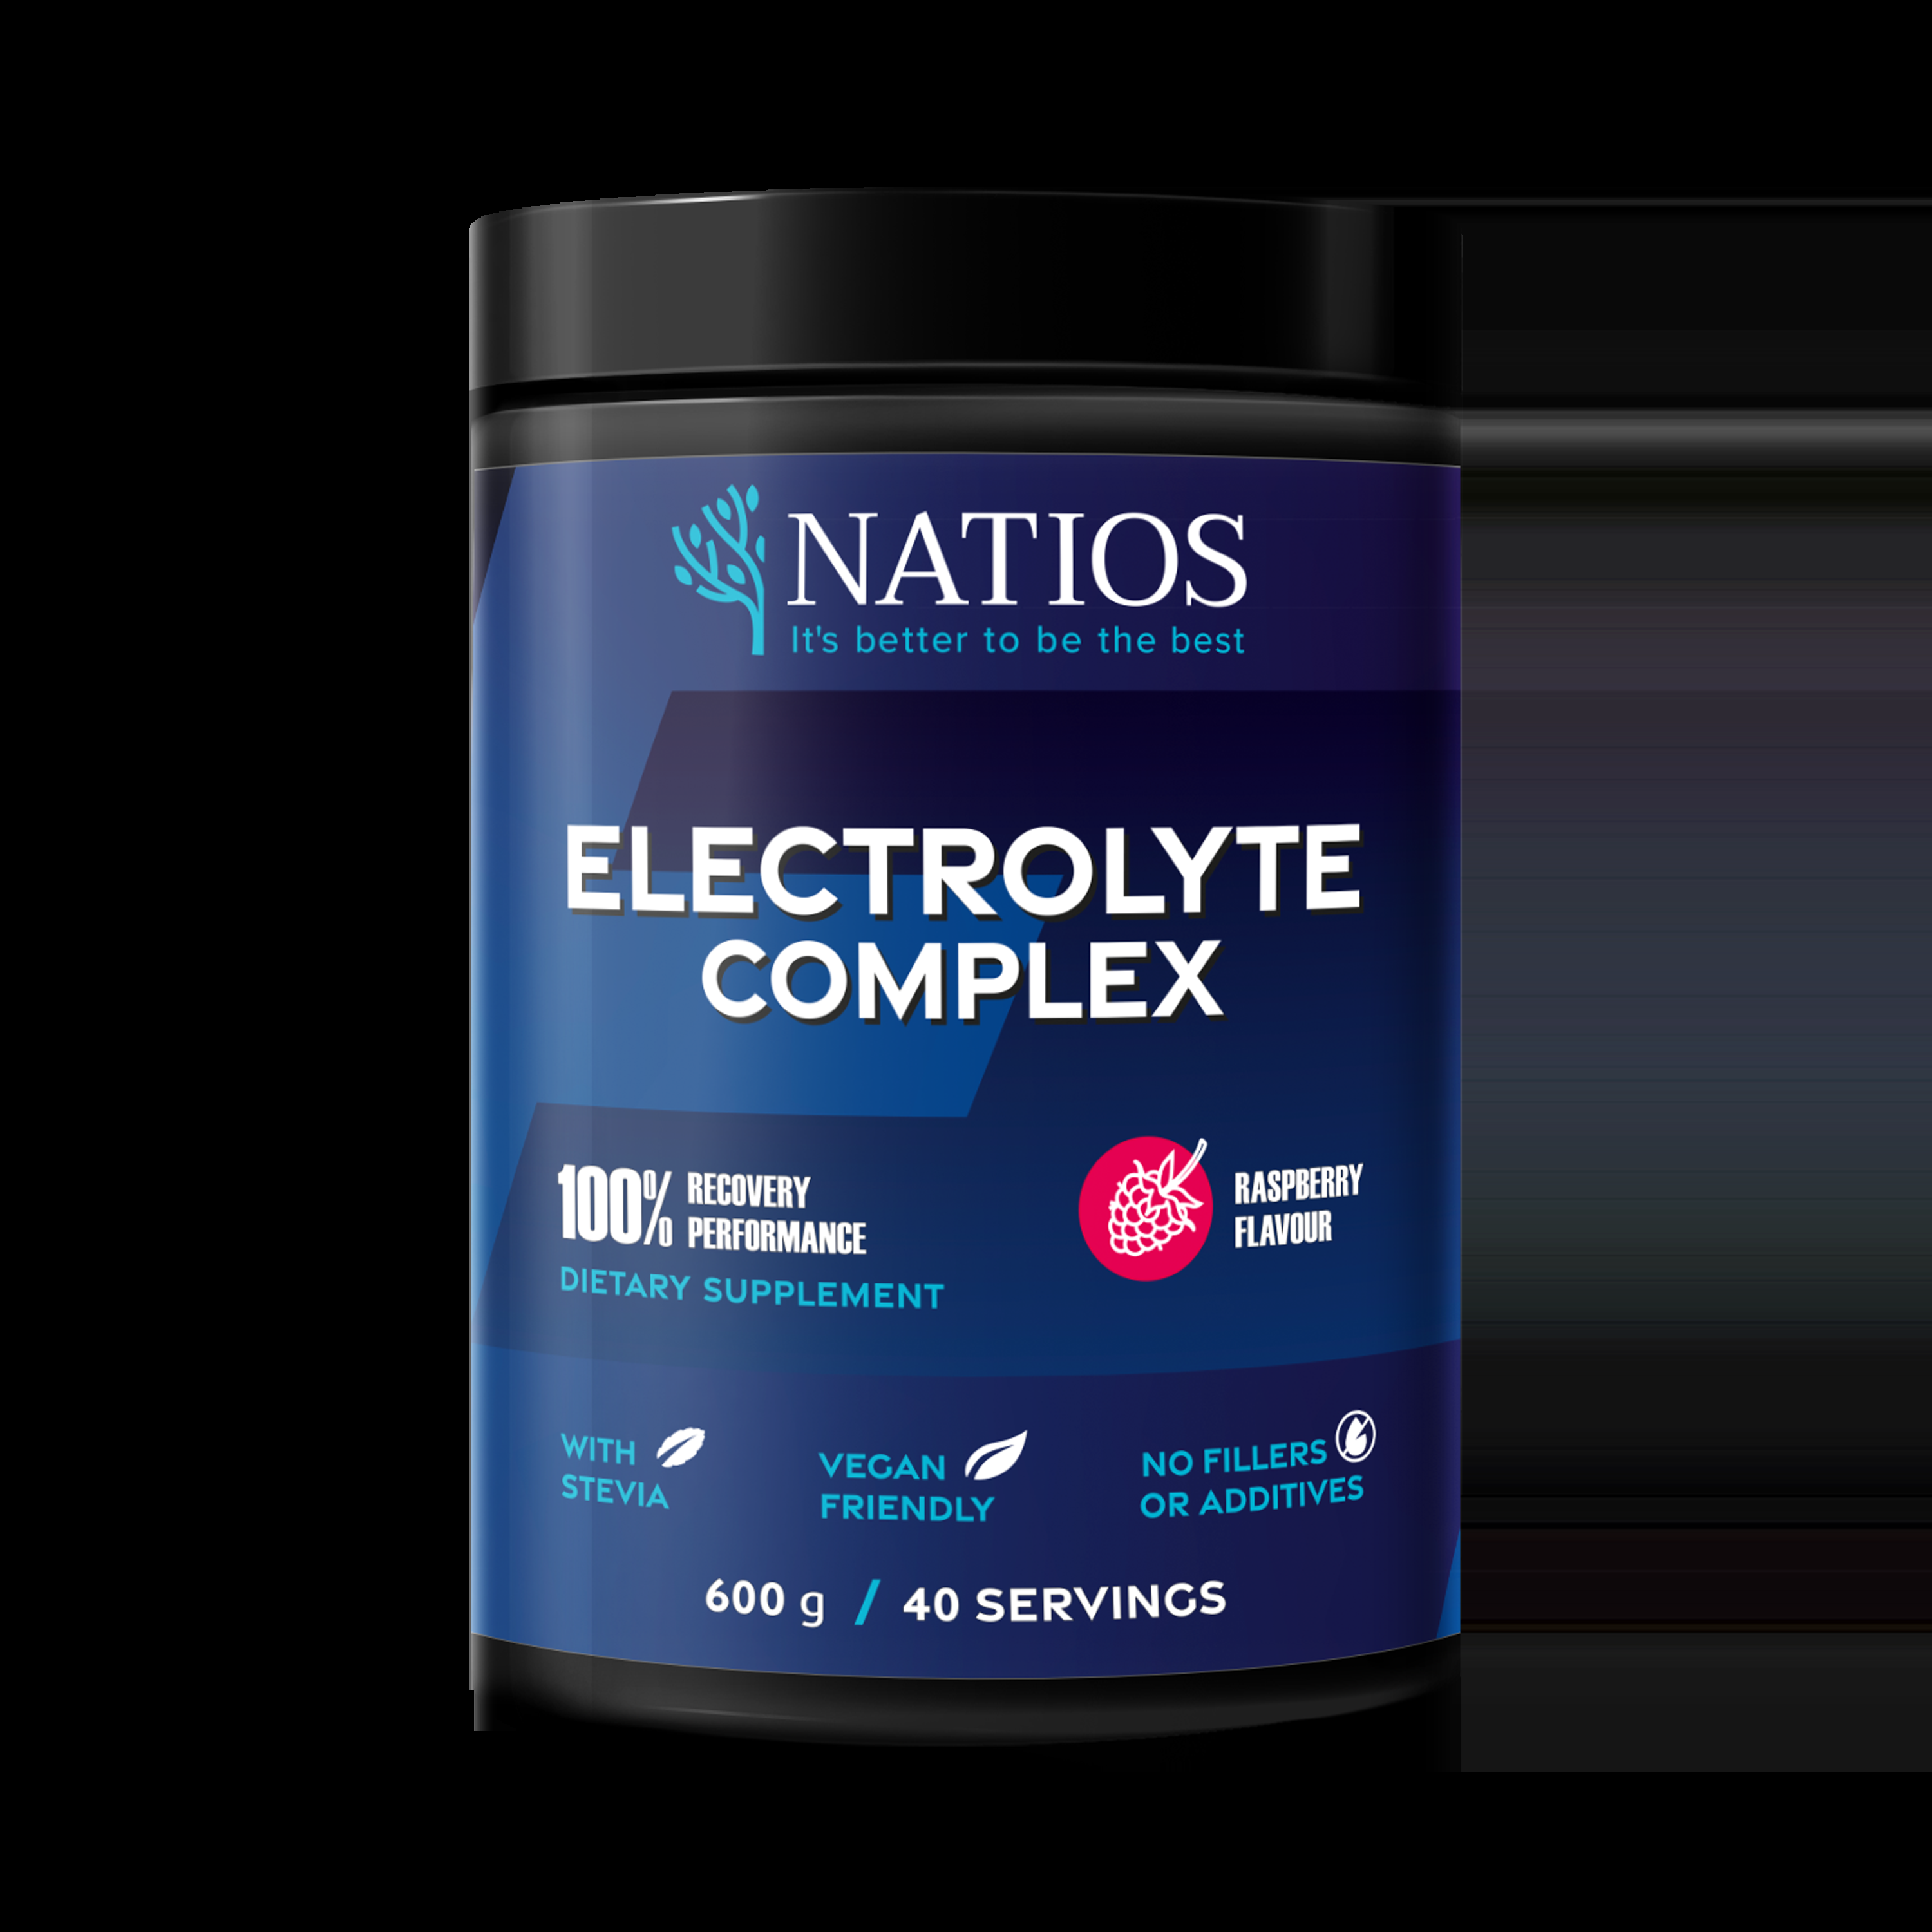 NATIOS
It's better to be the best
ELECTROLYTE
COMPLEX
100% RECOVERY
PERFORMANCE
DIETARY SUPPLEMENT
RASPBERRY
FLAVOUR
WITH
STEVIA
VEGAN
FRIENDLY
NO FILLERS
OR ADDITIVES
600 g / 40 SERVINGS